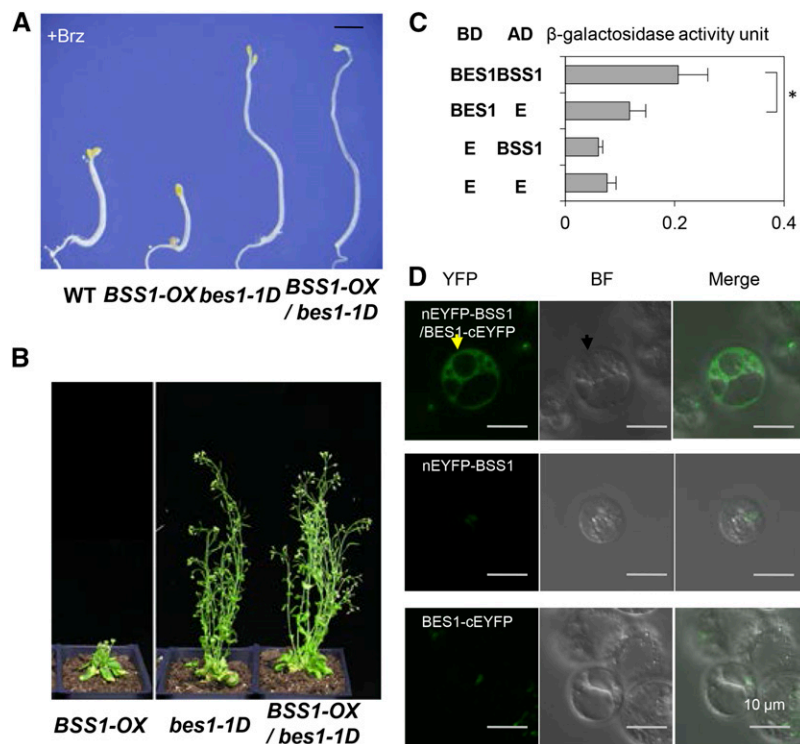 A
+Brz
WT BSS1-OX bes1-1D BSS1-OX
/ bes1-1D
B
BSS1-OX bes1-1D BSS1-OX
/ bes1-1D
C
BD AD β-galactosidase activity unit
BES1 BSS1
BES1 E
E BSS1
E E
*
0 0.2 0.4
D
YFP BF Merge
nEYFP-BSS1
/BES1-cEYFP
nEYFP-BSS1
BES1-cEYFP
10 µm